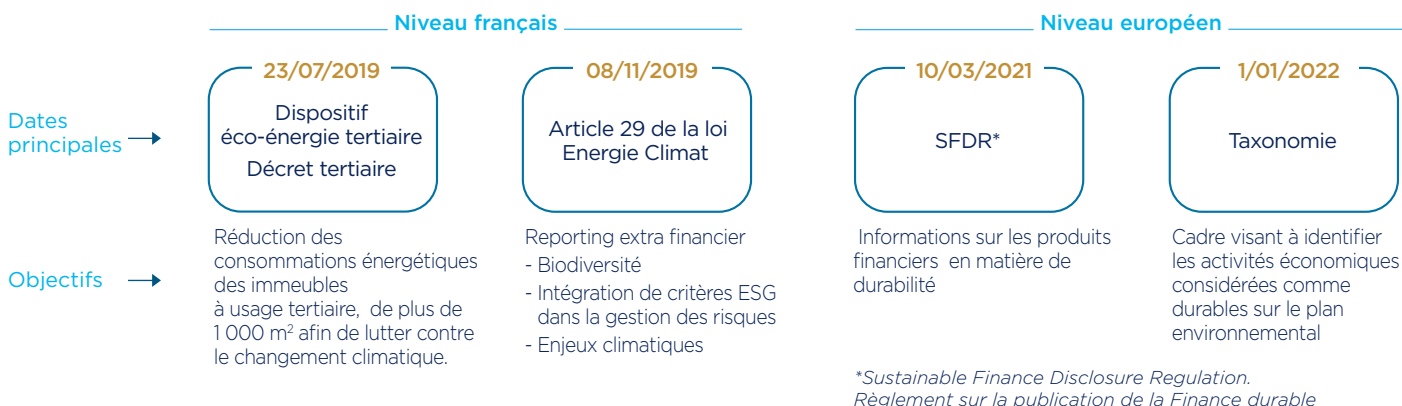 Niveau français
Niveau européen
Dates
principales
23/07/2019
Dispositif
éco-énergie tertiaire
Décret tertiaire
08/11/2019
Article 29 de la loi
Energie Climat
10/03/2021
SFDR*
1/01/2022
Taxonomie
Objectifs
Réduction des
consommations énergétiques
des immeubles
à usage tertiaire, de plus de
1 000 m² afin de lutter contre
le changement climatique.
Reporting extra financier
- Biodiversité
- Intégration de critères ESG
dans la gestion des risques
- Enjeux climatiques
Informations sur les produits
financiers en matière de
durabilité
Cadre visant à identifier
les activités économiques
considérées comme
durables sur le plan
environnemental
*Sustainable Finance Disclosure Regulation.
Règlement sur la publication de la Finance durable